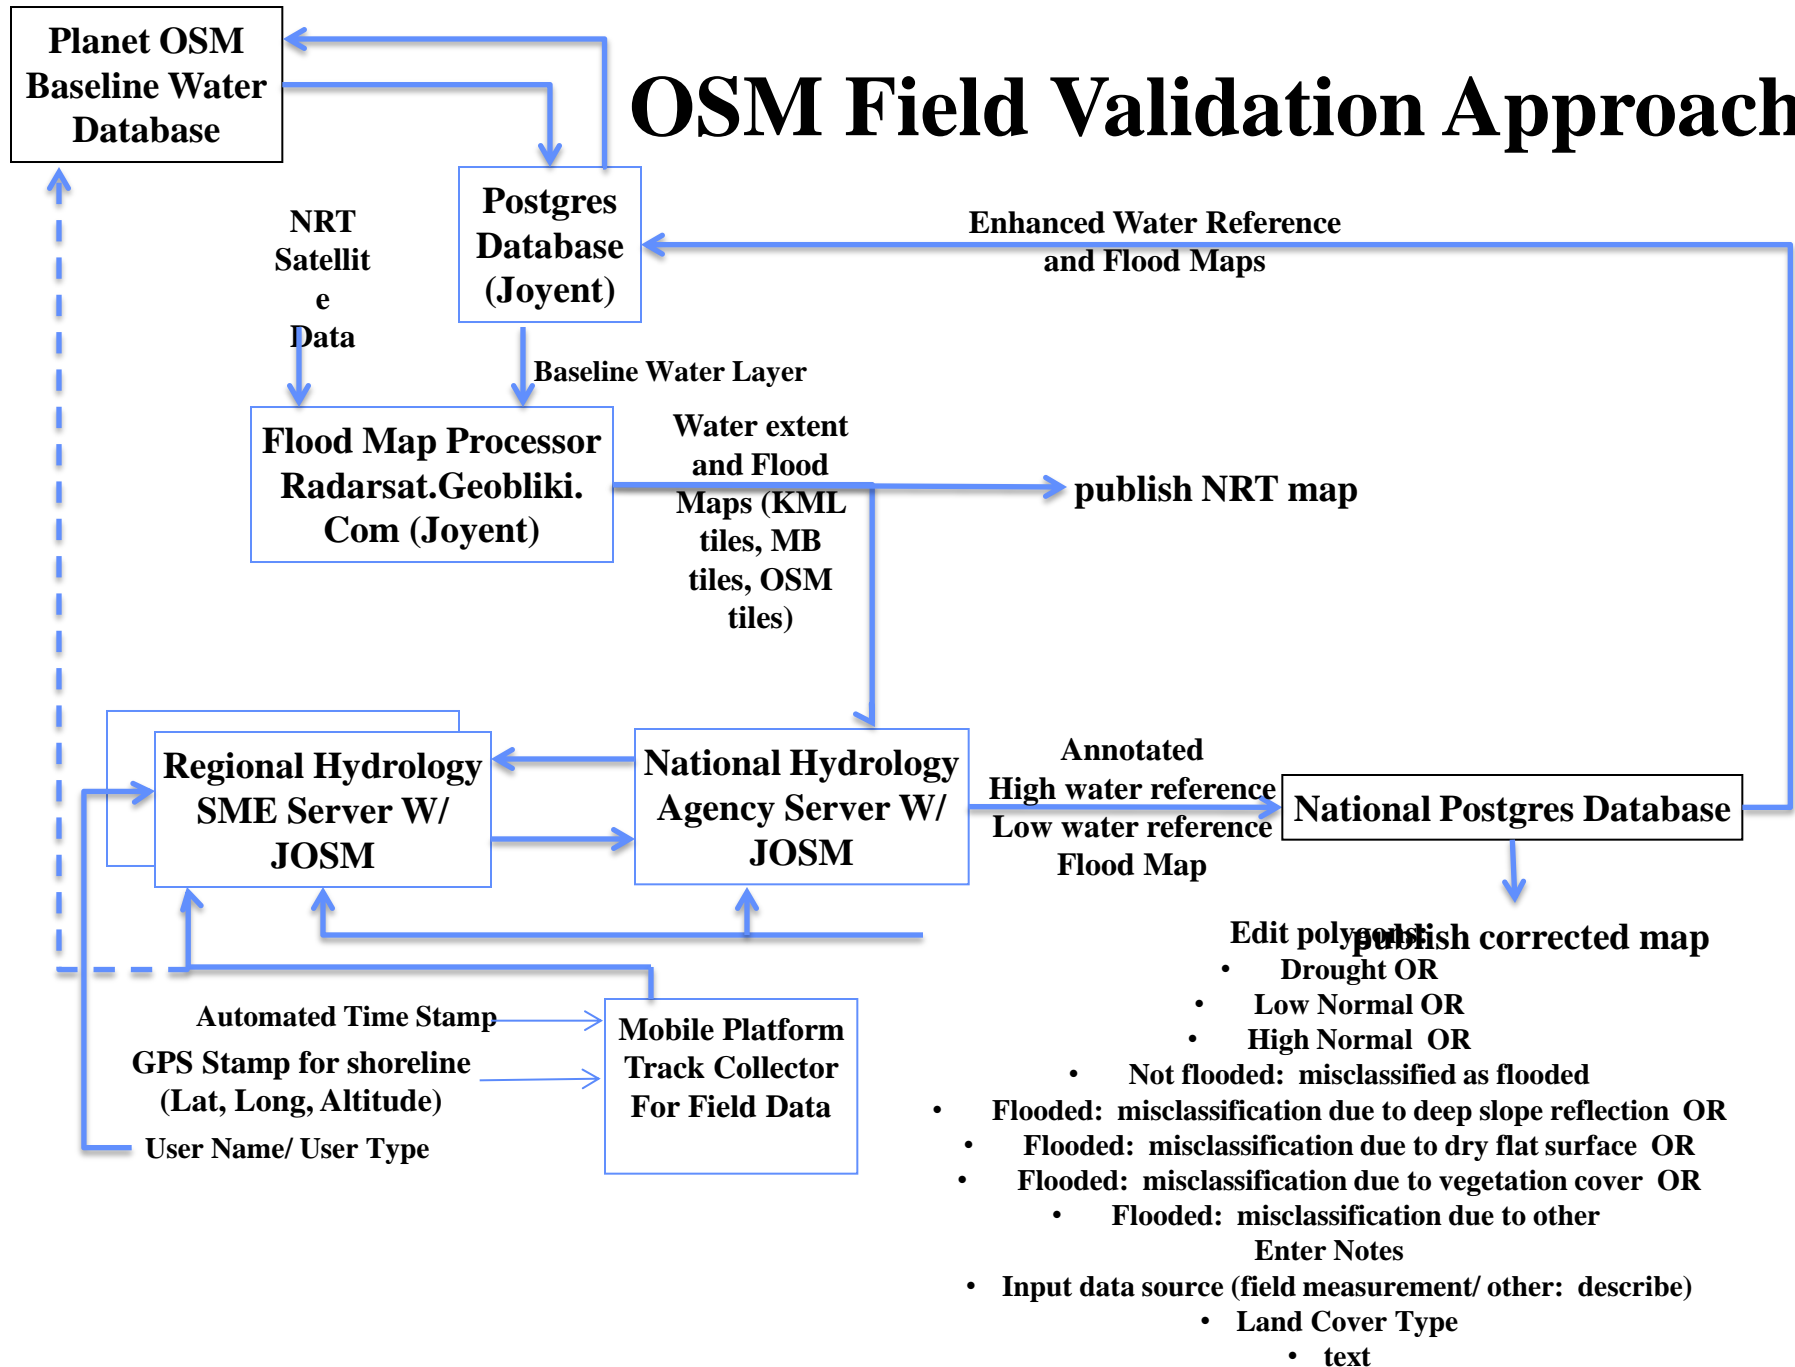 Planet OSM
Baseline Water
Database
OSM Field Validation Approach
Postgres
Database
(Joyent)
NRT
Satellit
e
Data
Enhanced Water Reference
and Flood Maps
Baseline Water Layer
Flood Map Processor
Radarsat.Geobliki.
Com (Joyent)
Water extent
and Flood
Maps (KML
tiles, MB
tiles, OSM
tiles)
publish NRT map
Regional Hydrology
SME Server W/
JOSM
National Hydrology
Agency Server W/
JOSM
Annotated
High water reference
Low water reference
Flood Map
National Postgres Database
publish corrected map
Edit polygons:
• Drought OR
• Low Normal OR
• High Normal OR
• Not flooded: misclassified as flooded
• Flooded: misclassification due to deep slope reflection OR
• Flooded: misclassification due to dry flat surface OR
• Flooded: misclassification due to vegetation cover OR
• Flooded: misclassification due to other
Enter Notes
• Input data source (field measurement/ other: describe)
• Land Cover Type
• text
Automated Time Stamp
GPS Stamp for shoreline
(Lat, Long, Altitude)
User Name/ User Type
Mobile Platform
Track Collector
For Field Data